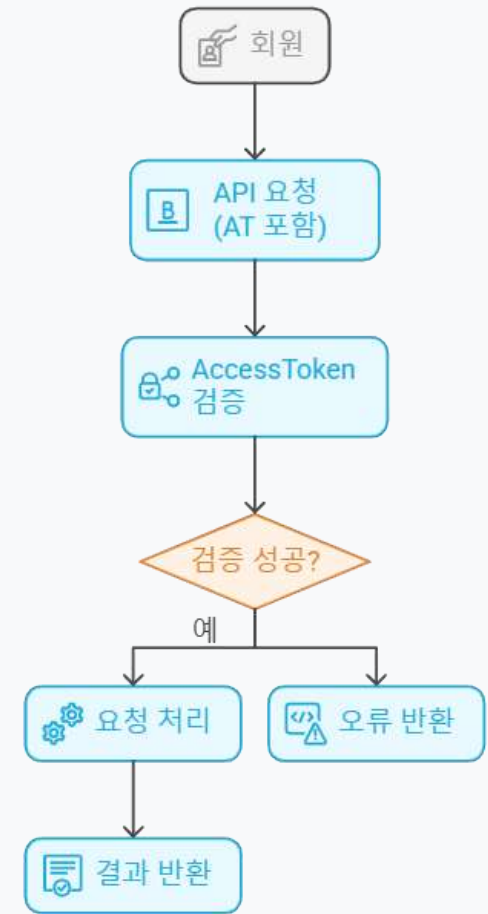 회원
API 요청
(AT 포함)
AccessToken
검증
검증 성공?
예
요청 처리
오류 반환
결과 반환